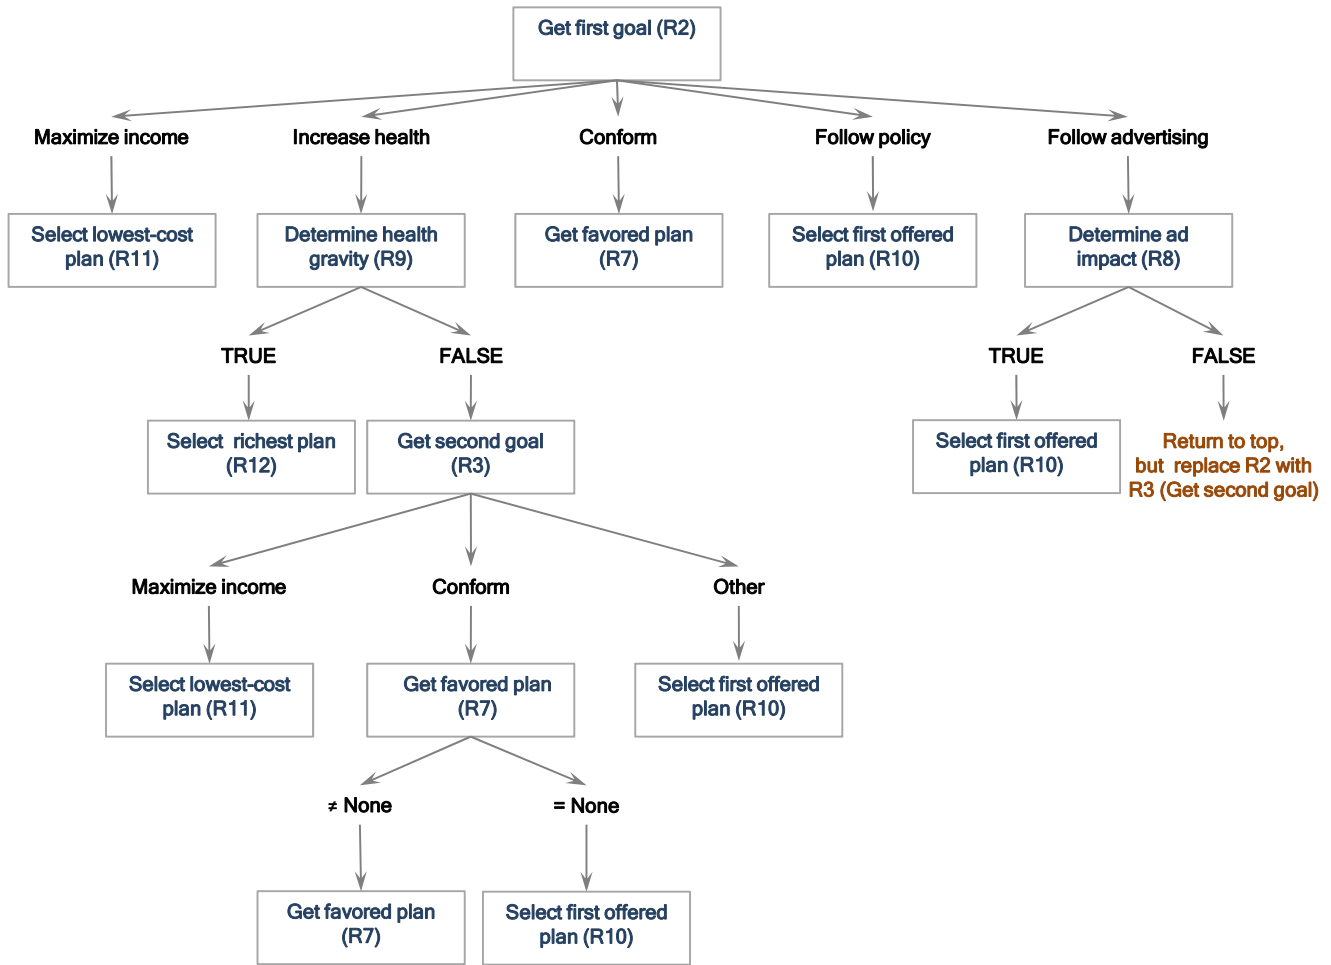 Get first goal (R2)
Maximize income
Increase health
Conform
Follow policy
Follow advertising
Select lowest-cost
plan (R11)
Determine health
gravity (R9)
Get favored plan
(R7)
Select first offered
plan (R10)
Determine ad
impact (R8)
TRUE
FALSE
TRUE
FALSE
Select richest plan
(R12)
Get second goal
(R3)
Select first offered
plan (R10)
Return to top,
but replace R2 with
R3 (Get second goal)
Maximize income
Conform
Other
Select lowest-cost
plan (R11)
Get favored plan
(R7)
Select first offered
plan (R10)
≠ None
= None
Get favored plan
(R7)
Select first offered
plan (R10)